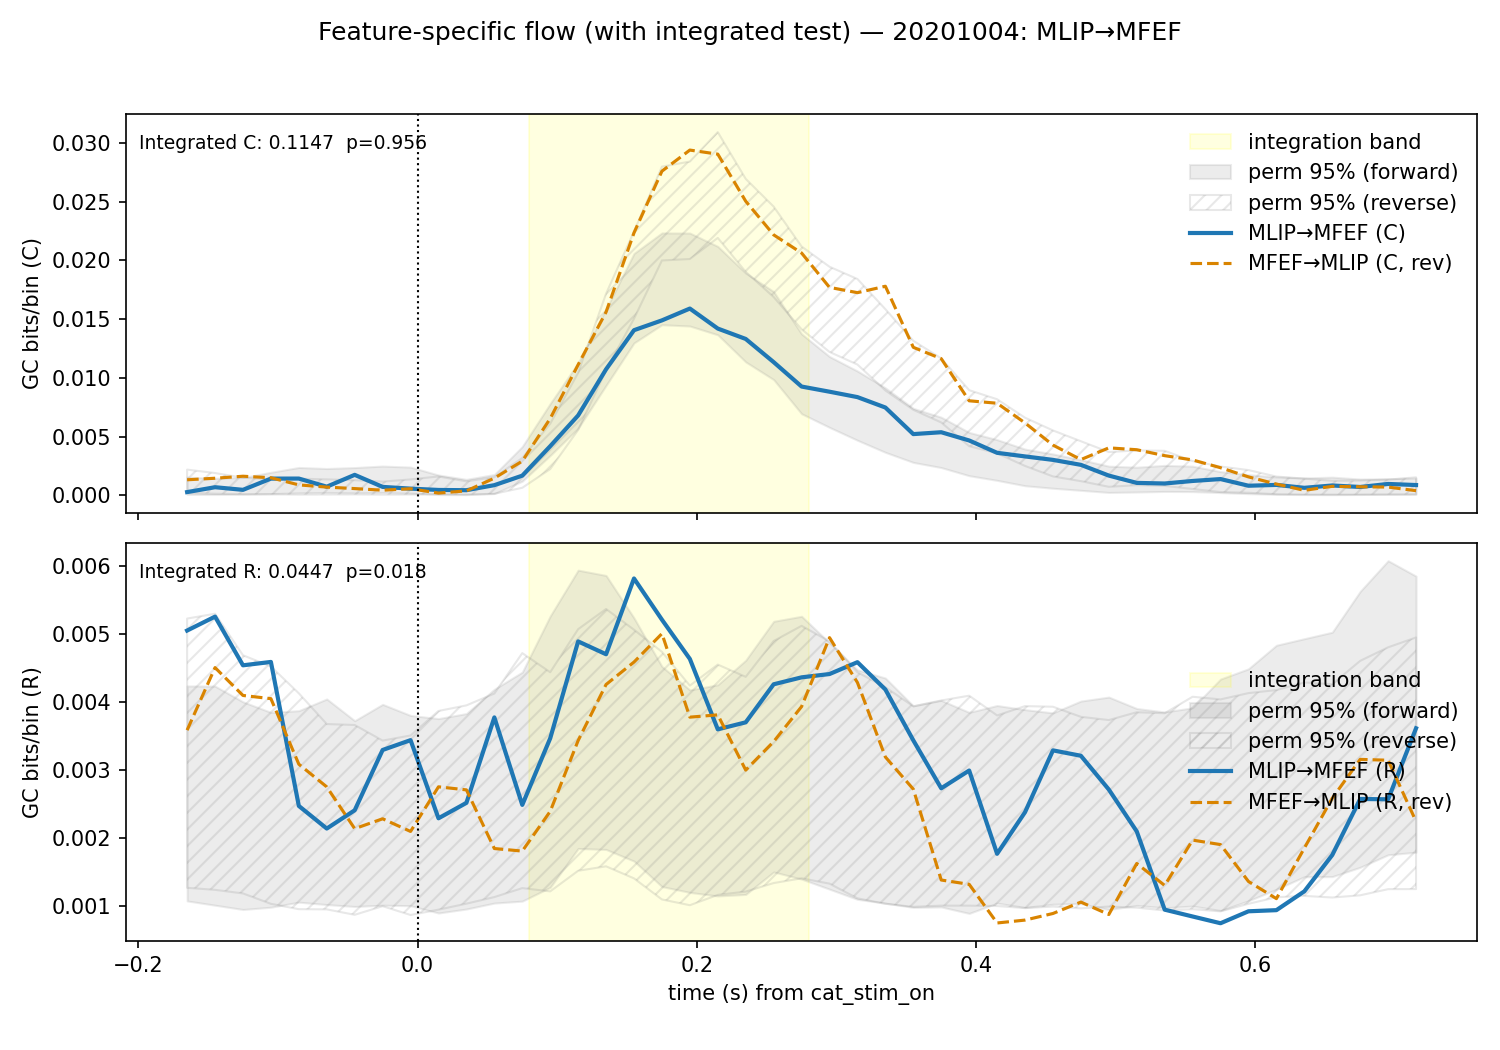 Feature-specific flow (with integrated test) — 20201004: MLIP→MFEF
Integrated C: 0.1147  p=0.956
integration band
perm 95% (forward)
perm 95% (reverse)
MLIP→MFEF (C)
MFEF→MLIP (C, rev)
GC bits/bin (C)
0.030
0.025
0.020
0.015
0.010
0.005
0.000
Integrated R: 0.0447  p=0.018
integration band
perm 95% (forward)
perm 95% (reverse)
MLIP→MFEF (R)
MFEF→MLIP (R, rev)
GC bits/bin (R)
0.006
0.005
0.004
0.003
0.002
0.001
−0.2
0.0
0.2
0.4
0.6
time (s) from cat_stim_on